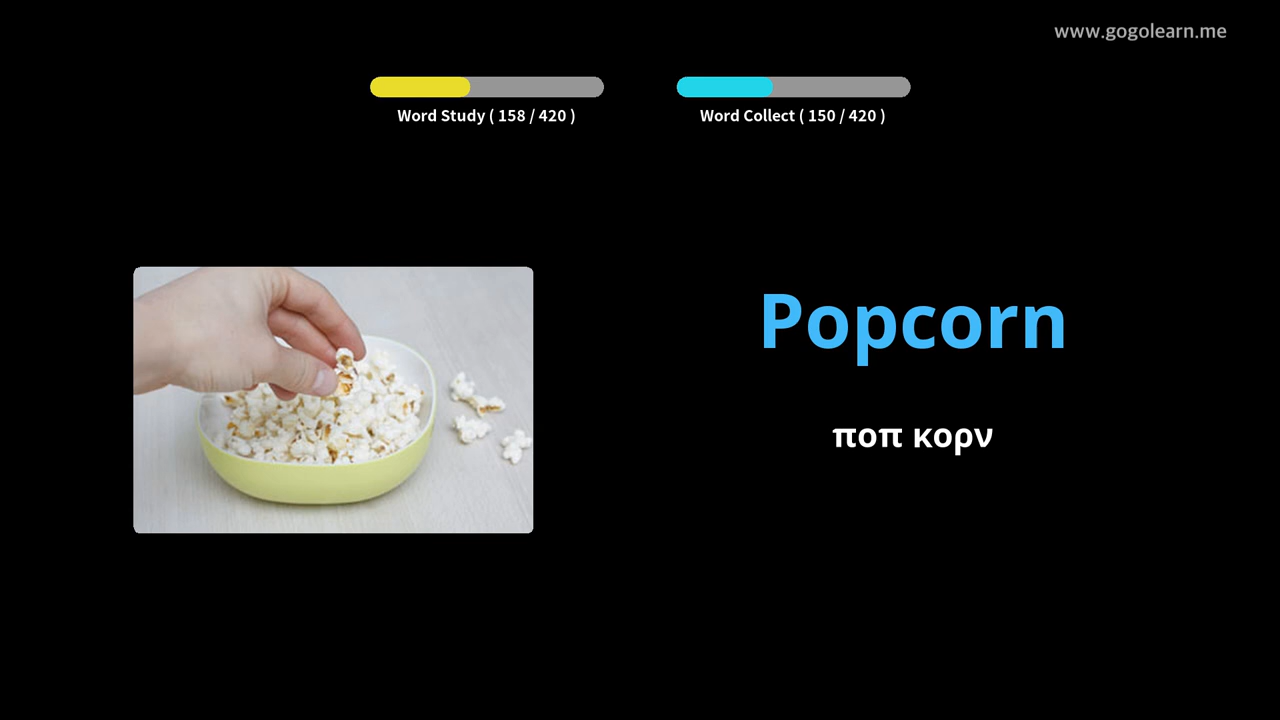 www.gogolearn.me
Word Study ( 158 / 420 )
Word Collect ( 150 / 420 )
Popcorn
ποπ κορν